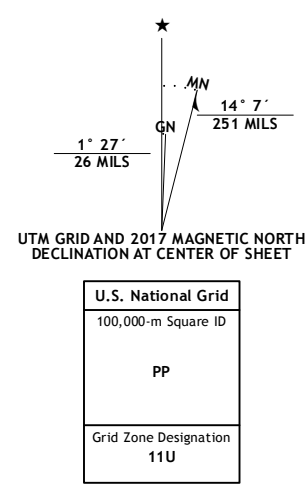 ★
MN
GN
14° 7´
251 MILS
1° 27´
26 MILS
UTM GRID AND 2017 MAGNETIC NORTH
DECLINATION AT CENTER OF SHEET
U.S. National Grid
100,000-m Square ID
PP
Grid Zone Designation
11U